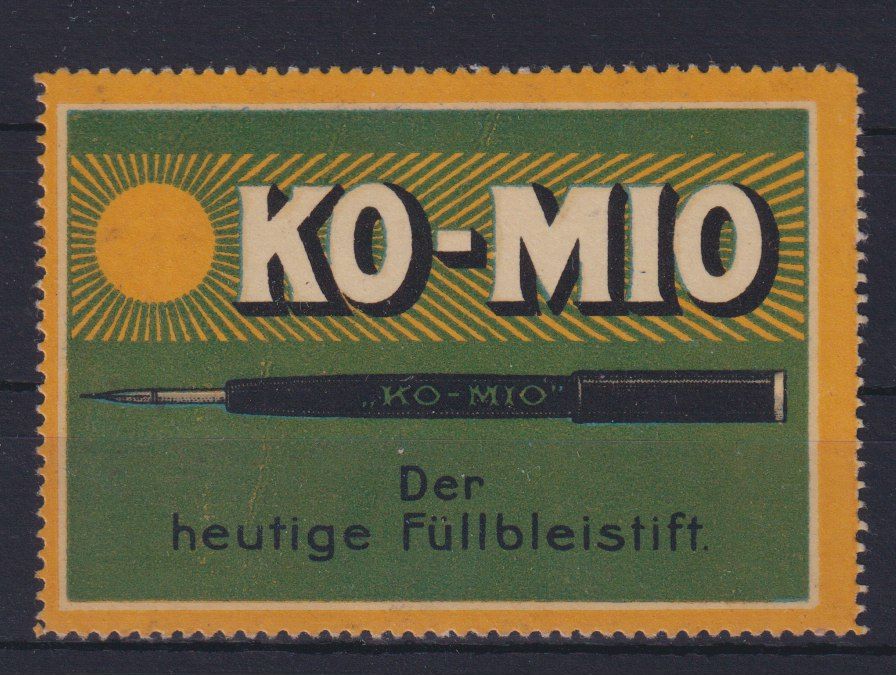 KO-MIO
„KO-MIO"
Der
heutige Füllbleistift.